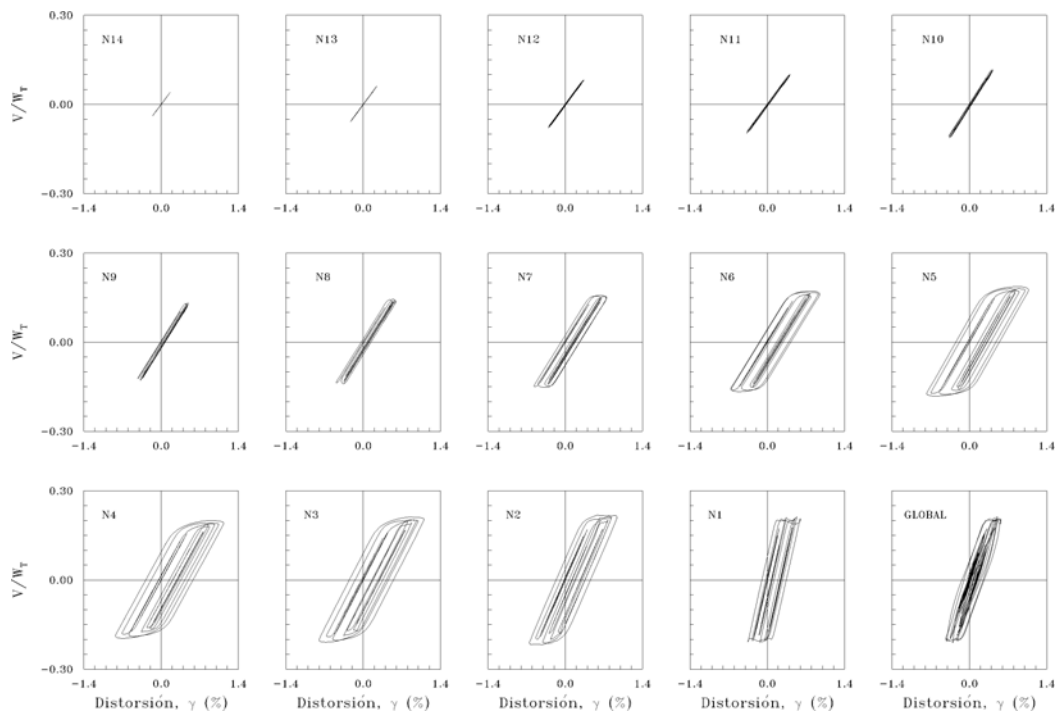 0.30
N14 N13 N12 N11 N10
V/W_T 0.00
-0.30
-1.4 0.0 1.4 -1.4 0.0 1.4 -1.4 0.0 1.4 -1.4 0.0 1.4 -1.4 0.0 1.4
0.30
N9 N8 N7 N6 N5
V/W_T 0.00
-0.30
-1.4 0.0 1.4 -1.4 0.0 1.4 -1.4 0.0 1.4 -1.4 0.0 1.4 -1.4 0.0 1.4
0.30
N4 N3 N2 N1 GLOBAL
V/W_T 0.00
-0.30
-1.4 0.0 1.4 -1.4 0.0 1.4 -1.4 0.0 1.4 -1.4 0.0 1.4 -1.4 0.0 1.4
Distorsión, γ (%) Distorsión, γ (%) Distorsión, γ (%) Distorsión, γ (%) Distorsión, γ (%)